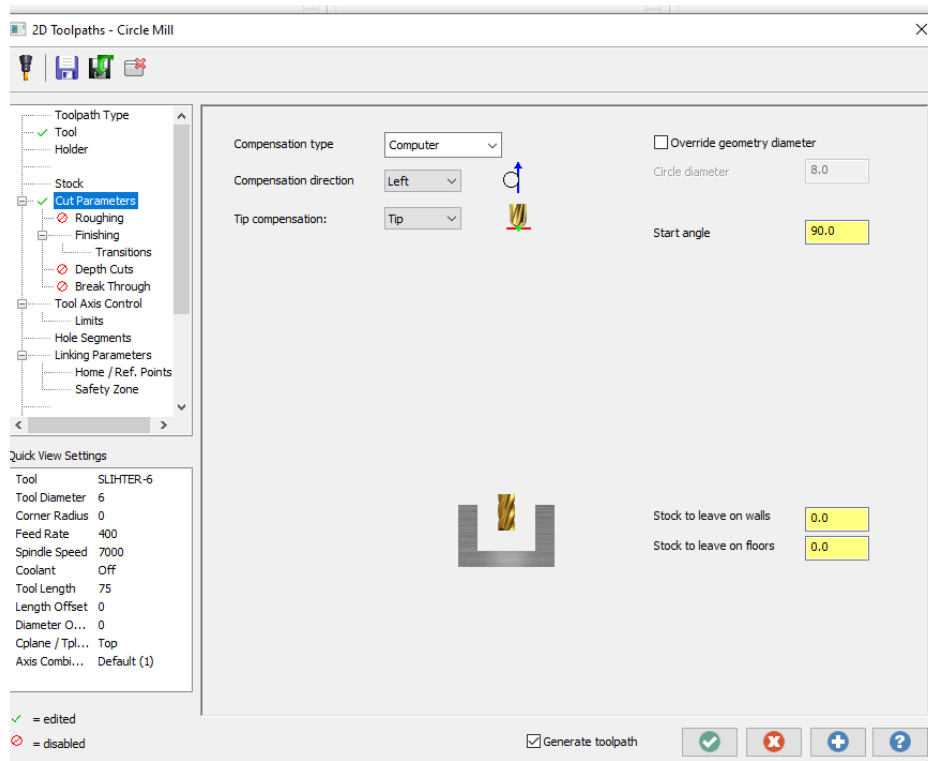 2D Toolpaths - Circle Mill
Toolpath Type
Tool
Holder
Stock
Cut Parameters
Roughing
Finishing
Transitions
Depth Cuts
Break Through
Tool Axis Control
Limits
Hole Segments
Linking Parameters
Home / Ref. Points
Safety Zone
Quick View Settings
Tool SLIHTER-6
Tool Diameter 6
Corner Radius 0
Feed Rate 400
Spindle Speed 7000
Coolant Off
Tool Length 75
Length Offset 0
Diameter O... 0
Cplane / Tpl... Top
Axis Combi... Default (1)
= edited
= disabled
Compensation type Computer
Compensation direction Left
Tip compensation: Tip
Override geometry diameter
Circle diameter 8.0
Start angle 90.0
Stock to leave on walls 0.0
Stock to leave on floors 0.0
Generate toolpath